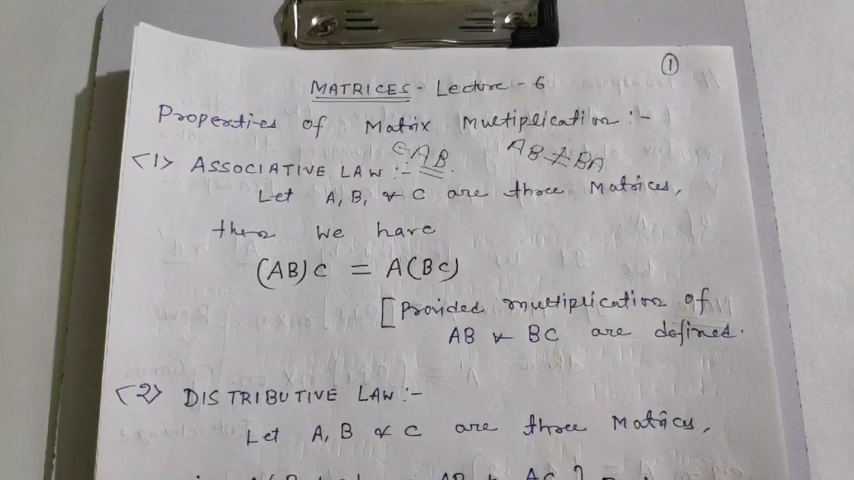 ①
MATRICES - Lecture - 6
Properties of Matrix Multiplication :-
<1> ASSOCIATIVE LAW :- AB. AB ≠ BA
Let A, B, & C are three Matrices,
then we have
(AB)C = A(BC)
[Provided multiplication of
AB & BC are defined.
<2> DISTRIBUTIVE LAW :-
Let A, B & C are three Matrices,